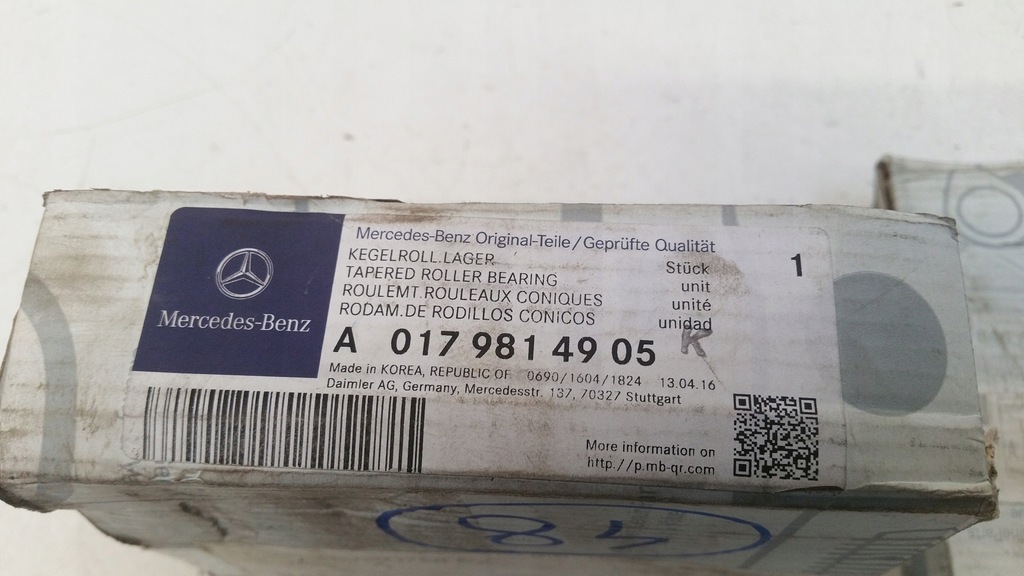 Mercedes-Benz
Mercedes-Benz Original-Teile/Geprüfte Qualität
KEGELROLL.LAGER Stück 1
TAPERED ROLLER BEARING unit
ROULEMT.ROULEAUX CONIQUES unité
RODAM.DE RODILLOS CONICOS unidad
A 017 981 49 05 K
Made in KOREA, REPUBLIC OF 0690/1604/1824 13.04.16
Daimler AG, Germany, Mercedesstr. 137, 70327 Stuttgart
More information on
http://p.mb-qr.com
84